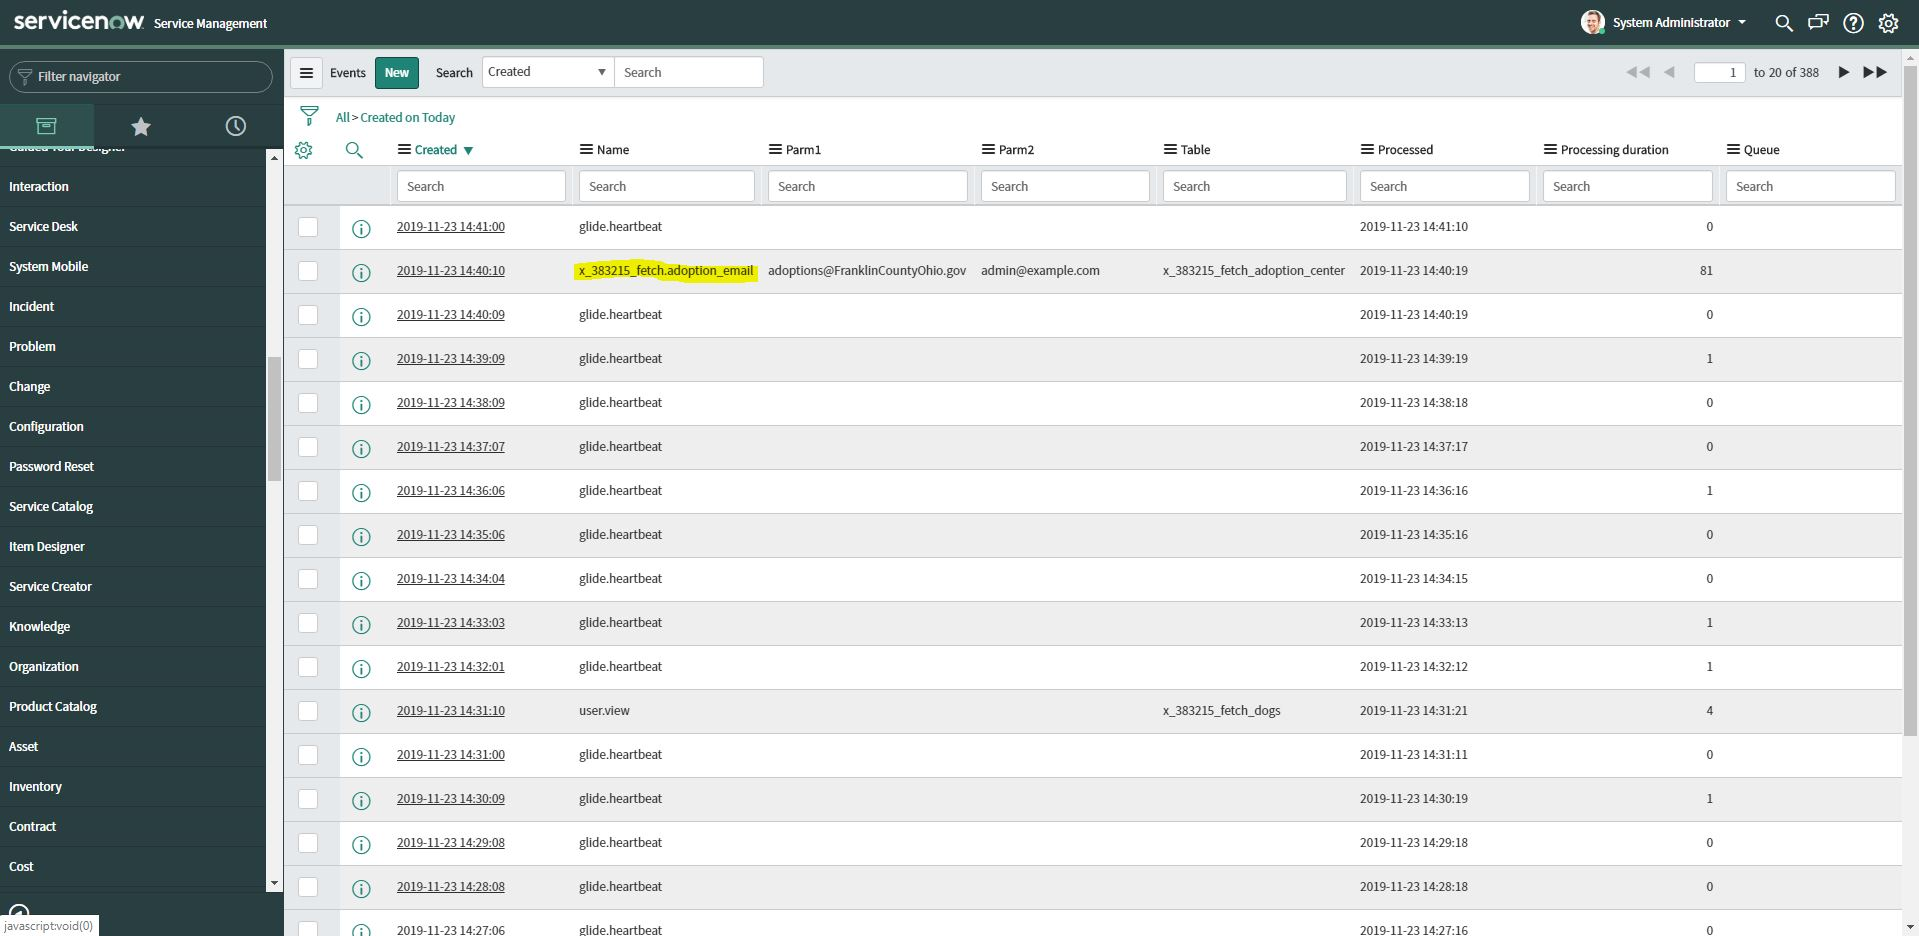 servicenow Service Management
System Administrator
Filter navigator
Guided Tour Designer
Interaction
Service Desk
System Mobile
Incident
Problem
Change
Configuration
Password Reset
Service Catalog
Item Designer
Service Creator
Knowledge
Organization
Product Catalog
Asset
Inventory
Contract
Cost
javascript:void(0)
Events New Search Created Search 1 to 20 of 388
All > Created on Today
Created Name Parm1 Parm2 Table Processed Processing duration Queue
Search Search Search Search Search Search Search Search
2019-11-23 14:41:00 glide.heartbeat 2019-11-23 14:41:10 0
2019-11-23 14:40:10 x_383215_fetch.adoption_email adoptions@FranklinCountyOhio.gov admin@example.com x_383215_fetch_adoption_center 2019-11-23 14:40:19 81
2019-11-23 14:40:09 glide.heartbeat 2019-11-23 14:40:19 0
2019-11-23 14:39:09 glide.heartbeat 2019-11-23 14:39:19 1
2019-11-23 14:38:09 glide.heartbeat 2019-11-23 14:38:18 0
2019-11-23 14:37:07 glide.heartbeat 2019-11-23 14:37:17 0
2019-11-23 14:36:06 glide.heartbeat 2019-11-23 14:36:16 1
2019-11-23 14:35:06 glide.heartbeat 2019-11-23 14:35:16 0
2019-11-23 14:34:04 glide.heartbeat 2019-11-23 14:34:15 0
2019-11-23 14:33:03 glide.heartbeat 2019-11-23 14:33:13 1
2019-11-23 14:32:01 glide.heartbeat 2019-11-23 14:32:12 1
2019-11-23 14:31:10 user.view x_383215_fetch_dogs 2019-11-23 14:31:21 4
2019-11-23 14:31:00 glide.heartbeat 2019-11-23 14:31:11 0
2019-11-23 14:30:09 glide.heartbeat 2019-11-23 14:30:19 1
2019-11-23 14:29:08 glide.heartbeat 2019-11-23 14:29:18 0
2019-11-23 14:28:08 glide.heartbeat 2019-11-23 14:28:18 0
2019-11-23 14:27:06 glide.heartbeat 2019-11-23 14:27:16 0